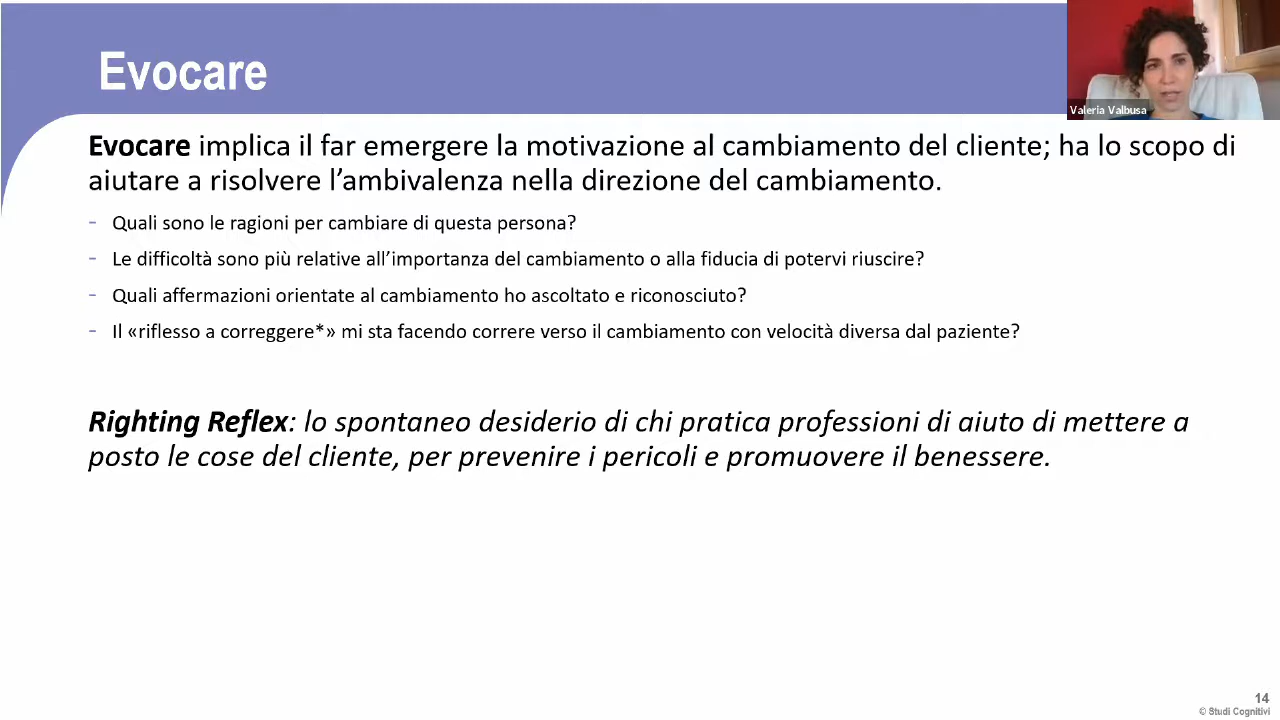 Evocare
Valeria Valbusa
Evocare implica il far emergere la motivazione al cambiamento del cliente; ha lo scopo di
aiutare a risolvere l’ambivalenza nella direzione del cambiamento.
- Quali sono le ragioni per cambiare di questa persona?
- Le difficoltà sono più relative all’importanza del cambiamento o alla fiducia di potervi riuscire?
- Quali affermazioni orientate al cambiamento ho ascoltato e riconosciuto?
- Il «riflesso a correggere*» mi sta facendo correre verso il cambiamento con velocità diversa dal paziente?
Righting Reflex: lo spontaneo desiderio di chi pratica professioni di aiuto di mettere a
posto le cose del cliente, per prevenire i pericoli e promuovere il benessere.
14
© Studi Cognitivi